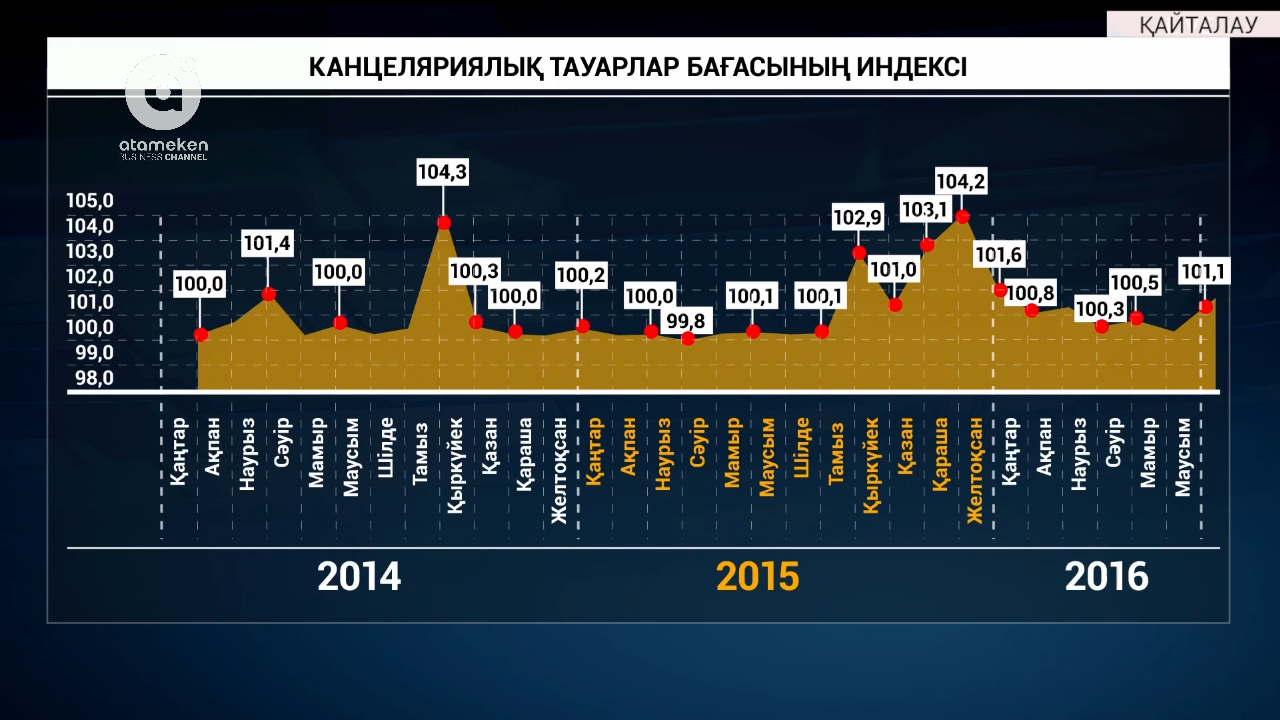 ҚАЙТАЛАУ
КАНЦЕЛЯРИЯЛЫҚ ТАУАРЛАР БАҒАСЫНЫҢ ИНДЕКСІ
atameken
BUSINESS CHANNEL
105,0
104,0
103,0
102,0
101,0
100,0
99,0
98,0
100,0
101,4
100,0
104,3
100,3
100,0
100,2
100,0
99,8
100,1
100,1
102,9
101,0
103,1
104,2
101,6
100,8
100,3
100,5
101,1
Қаңтар
Ақпан
Наурыз
Сәуір
Мамыр
Маусым
Шілде
Тамыз
Қыркүйек
Қазан
Қараша
Желтоқсан
Қаңтар
Ақпан
Наурыз
Сәуір
Мамыр
Маусым
Шілде
Тамыз
Қыркүйек
Қазан
Қараша
Желтоқсан
Қаңтар
Ақпан
Наурыз
Сәуір
Мамыр
Маусым
2014
2015
2016